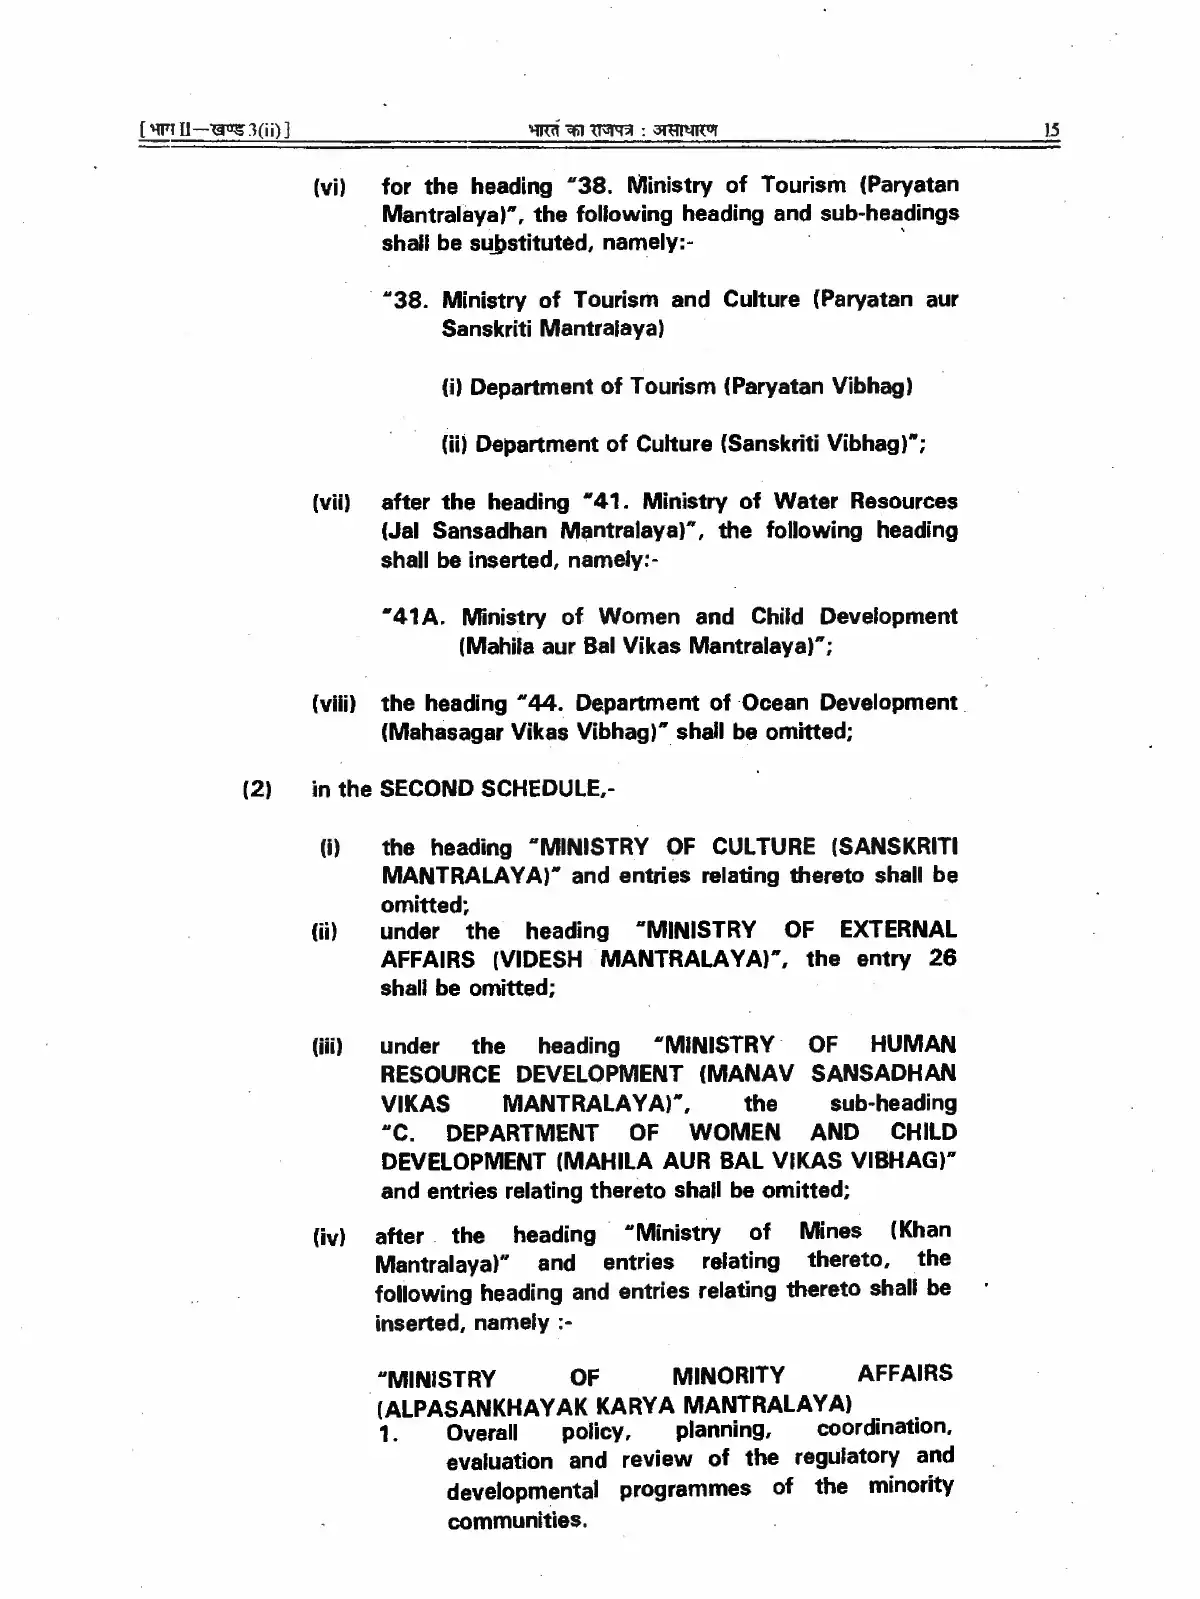 [ भाग II—खण्ड 3(ii) ] भारत का राजपत्र : असाधारण 15
(vi) for the heading "38. Ministry of Tourism (Paryatan
Mantralaya)", the following heading and sub-headings
shall be substituted, namely:-
"38. Ministry of Tourism and Culture (Paryatan aur
Sanskriti Mantralaya)
(i) Department of Tourism (Paryatan Vibhag)
(ii) Department of Culture (Sanskriti Vibhag)";
(vii) after the heading "41. Ministry of Water Resources
(Jal Sansadhan Mantralaya)", the following heading
shall be inserted, namely:-
"41A. Ministry of Women and Child Development
(Mahila aur Bal Vikas Mantralaya)";
(viii) the heading "44. Department of Ocean Development
(Mahasagar Vikas Vibhag)" shall be omitted;
(2) in the SECOND SCHEDULE,-
(i) the heading "MINISTRY OF CULTURE (SANSKRITI
MANTRALAYA)" and entries relating thereto shall be
omitted;
(ii) under the heading "MINISTRY OF EXTERNAL
AFFAIRS (VIDESH MANTRALAYA)", the entry 26
shall be omitted;
(iii) under the heading "MINISTRY OF HUMAN
RESOURCE DEVELOPMENT (MANAV SANSADHAN
VIKAS MANTRALAYA)", the sub-heading
"C. DEPARTMENT OF WOMEN AND CHILD
DEVELOPMENT (MAHILA AUR BAL VIKAS VIBHAG)"
and entries relating thereto shall be omitted;
(iv) after the heading "Ministry of Mines (Khan
Mantralaya)" and entries relating thereto, the
following heading and entries relating thereto shall be
inserted, namely :-
"MINISTRY OF MINORITY AFFAIRS
(ALPASANKHAYAK KARYA MANTRALAYA)
1. Overall policy, planning, coordination,
evaluation and review of the regulatory and
developmental programmes of the minority
communities.